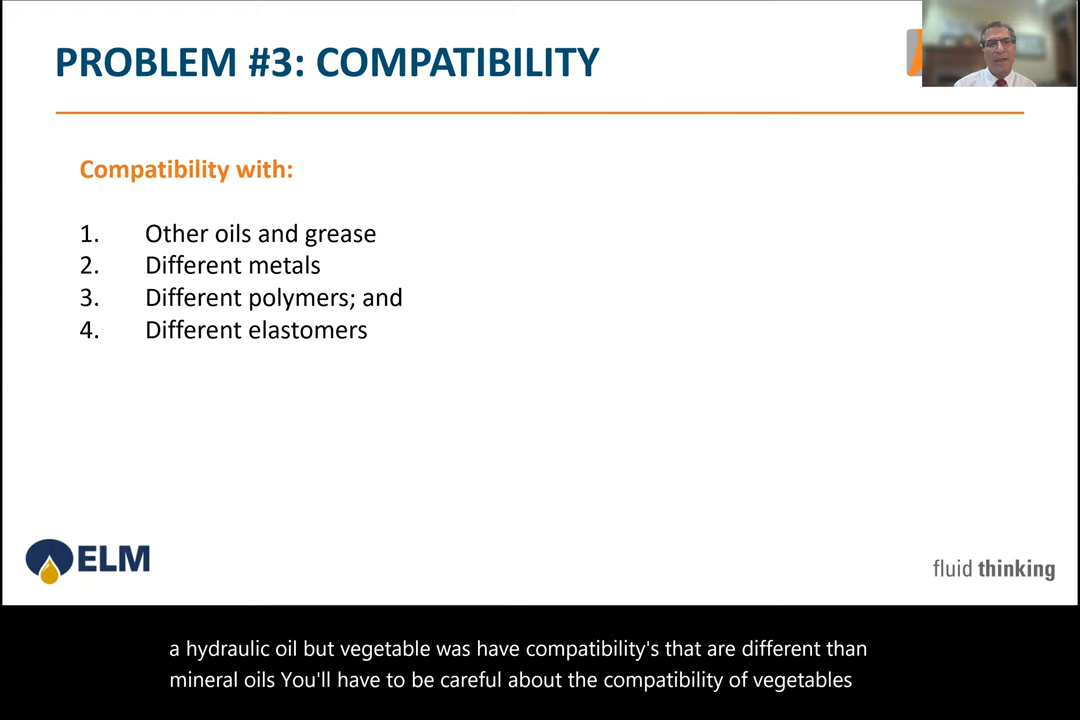 PROBLEM #3: COMPATIBILITY
Compatibility with:
1. Other oils and grease
2. Different metals
3. Different polymers; and
4. Different elastomers
ELM
fluid thinking
a hydraulic oil but vegetable was have compatibility's that are different than
mineral oils You'll have to be careful about the compatibility of vegetables